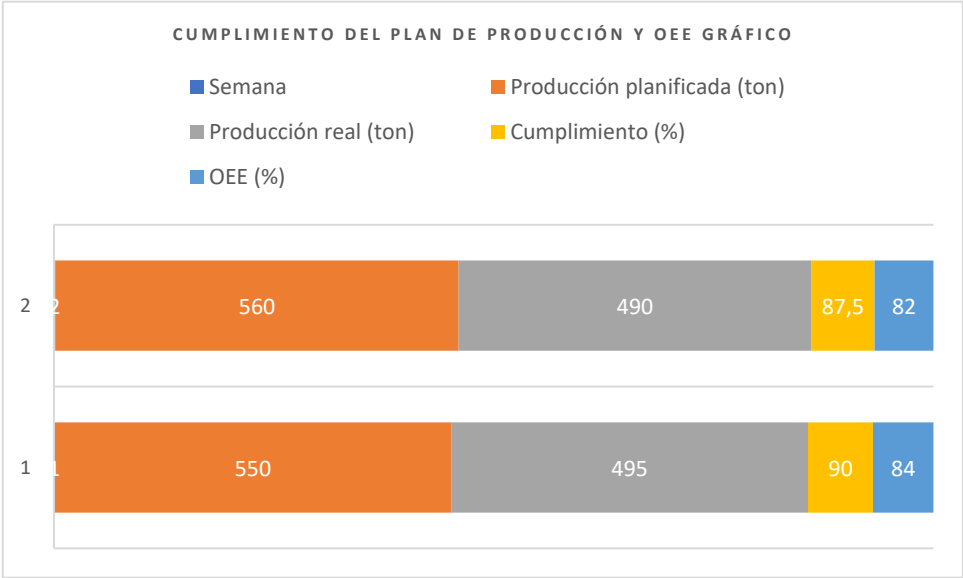 CUMPLIMIENTO DEL PLAN DE PRODUCCIÓN Y OEE GRÁFICO
Semana Producción planificada (ton)
Producción real (ton) Cumplimiento (%)
OEE (%)
2 2 560 490 87,5 82
1 1 550 495 90 84